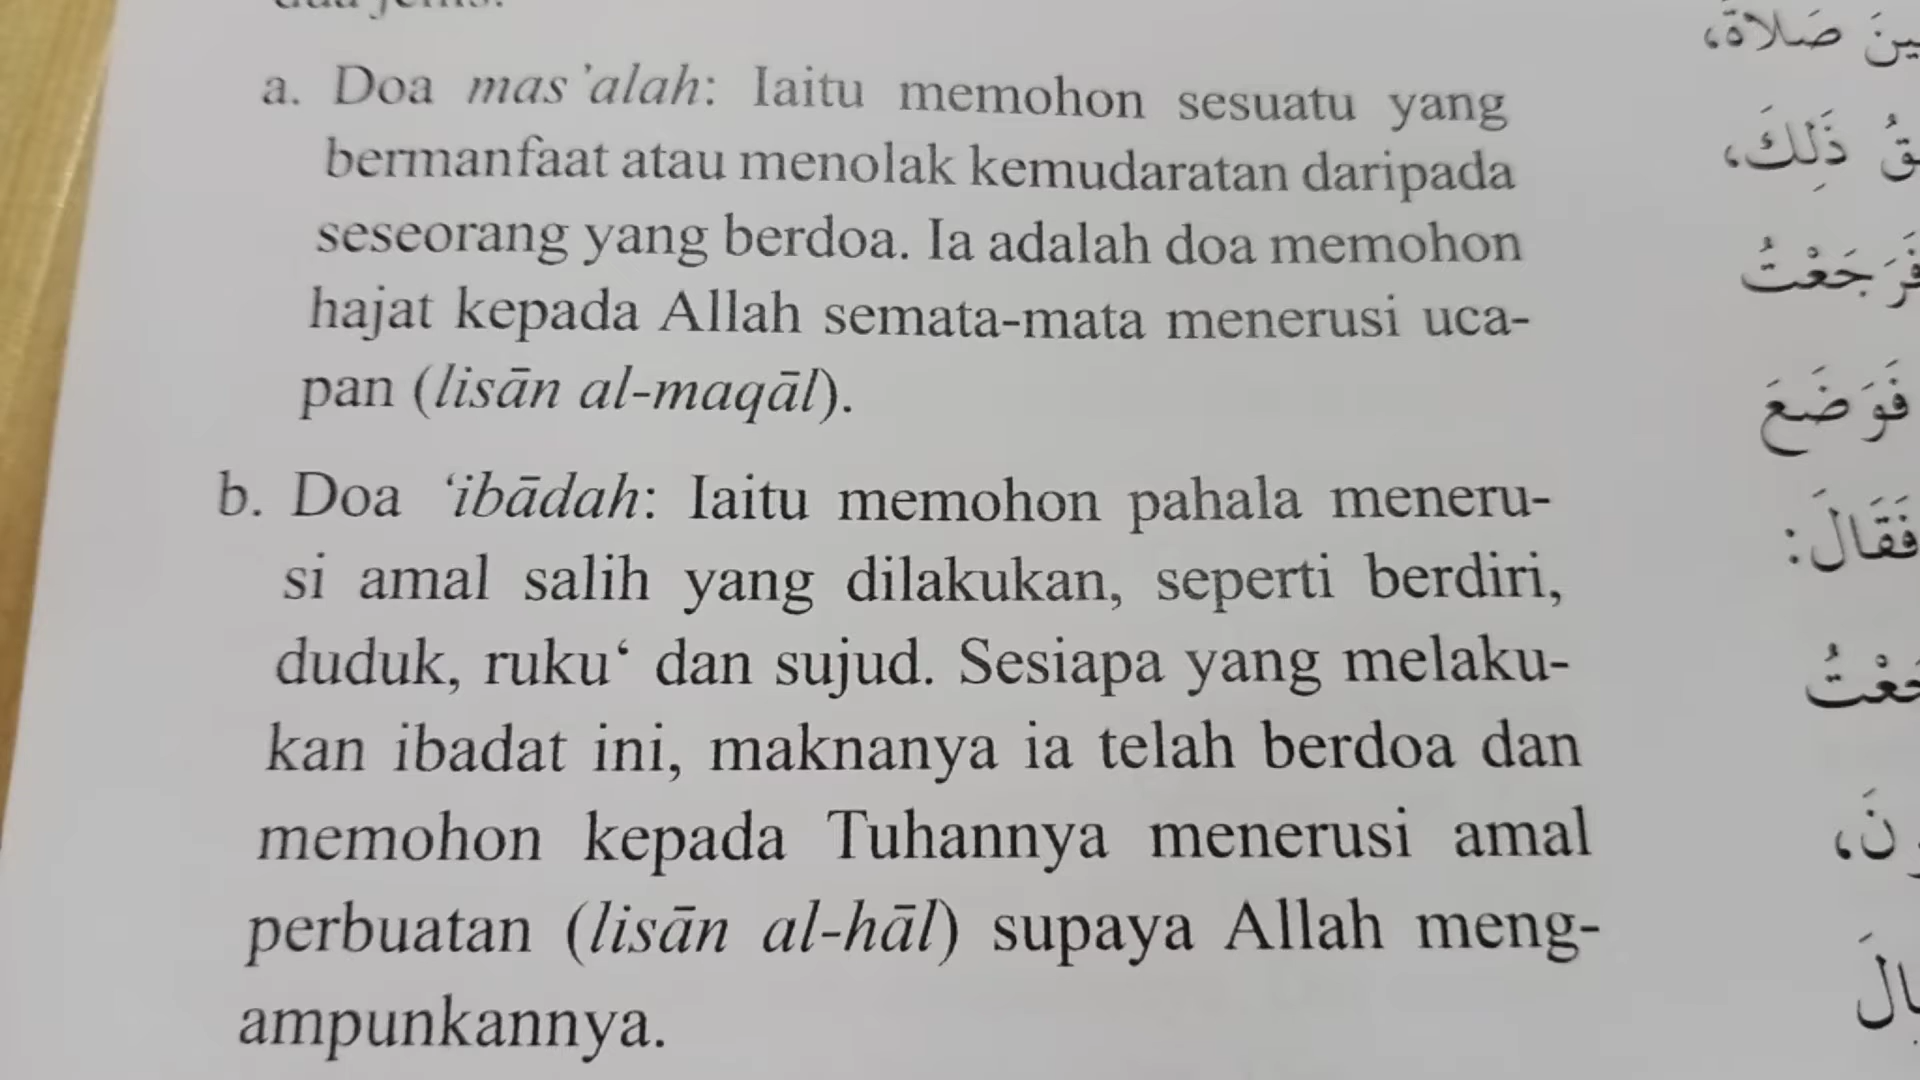 a. Doa mas'alah: Iaitu memohon sesuatu yang
bermanfaat atau menolak kemudaratan daripada
seseorang yang berdoa. Ia adalah doa memohon
hajat kepada Allah semata-mata menerusi uca-
pan (lisān al-maqāl).
b. Doa ‘ibādah: Iaitu memohon pahala meneru-
si amal salih yang dilakukan, seperti berdiri,
duduk, ruku‘ dan sujud. Sesiapa yang melaku-
kan ibadat ini, maknanya ia telah berdoa dan
memohon kepada Tuhannya menerusi amal
perbuatan (lisān al-hāl) supaya Allah meng-
ampunkannya.
صَلَاةً،
ذَلِكَ،
فَرَجَعْتُ
فَوَضَعَ
فَقَالَ: